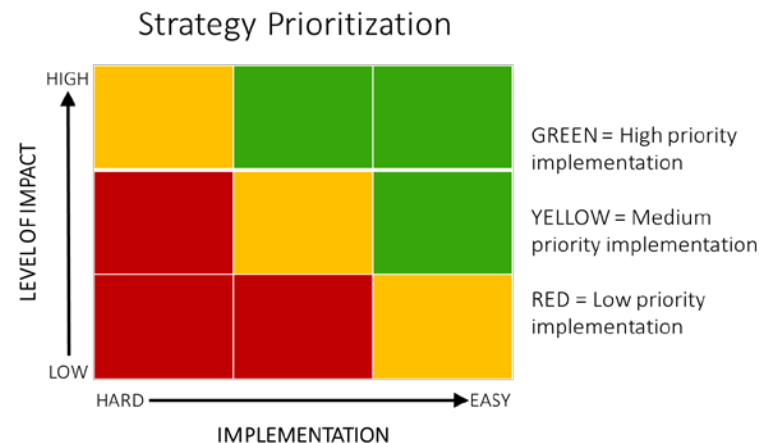 Strategy Prioritization
HIGH
LEVEL OF IMPACT
LOW
HARD
EASY
IMPLEMENTATION
GREEN = High priority
implementation
YELLOW = Medium
priority implementation
RED = Low priority
implementation